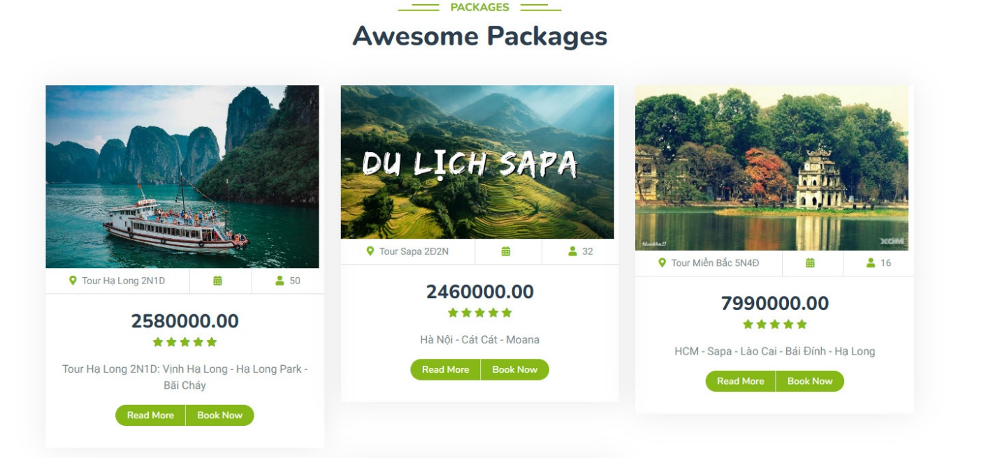 PACKAGES
Awesome Packages
DU LỊCH SAPA
XOM
Tour Hạ Long 2N1D
50
2580000.00
Tour Hạ Long 2N1D: Vịnh Hạ Long - Hạ Long Park -
Bãi Cháy
Read More
Book Now
Tour Sapa 2Đ2N
32
2460000.00
Hà Nội - Cát Cát - Moana
Read More
Book Now
Tour Miền Bắc 5N4Đ
16
7990000.00
HCM - Sapa - Lào Cai - Bái Đính - Hạ Long
Read More
Book Now